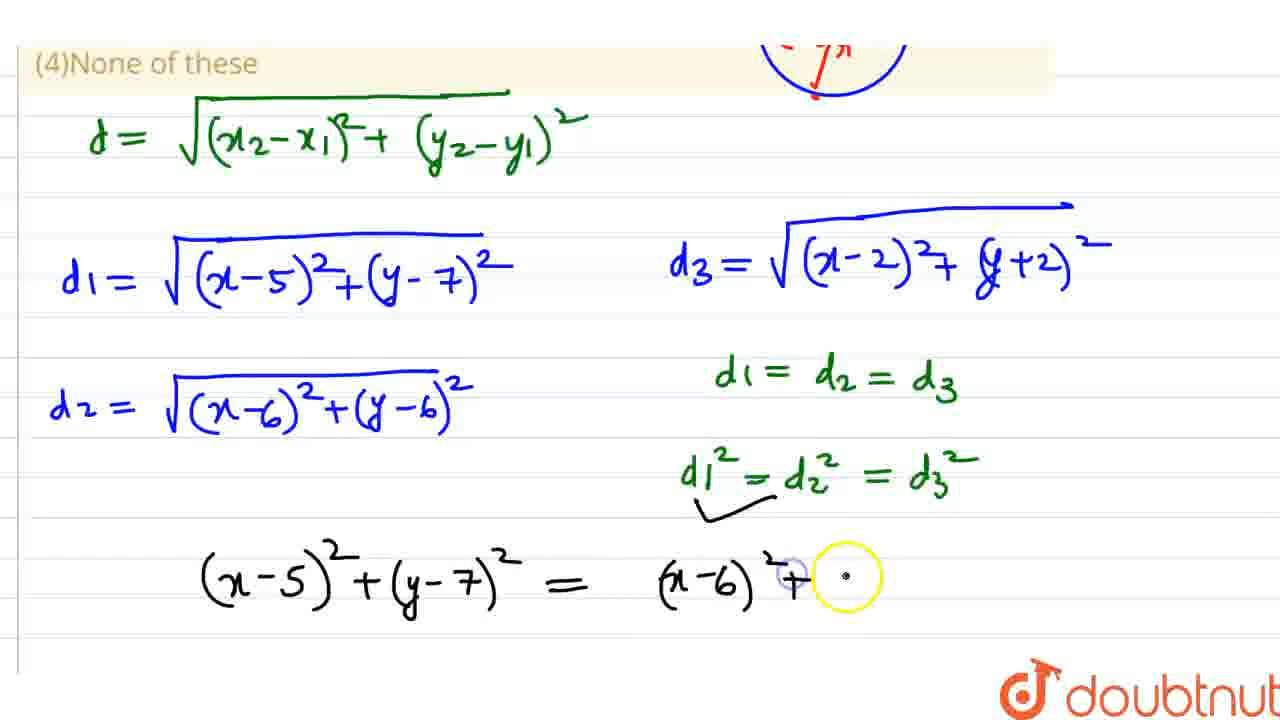 (4)None of these
d = √(x2-x1)²+ (y2-y1)²
d1 = √(x-5)²+(y-7)²
d3 = √(x-2)²+ (y+2)²
d2 = √(x-6)²+(y-6)²
d1 = d2 = d3
d1² = d2² = d3²
(x-5)²+(y-7)² = (x-6)²+
doubtnut